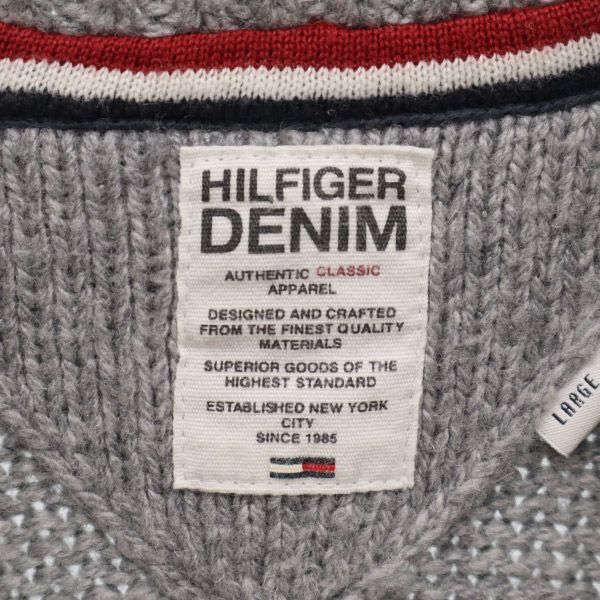 HILFIGER
DENIM
AUTHENTIC CLASSIC
APPAREL
DESIGNED AND CRAFTED
FROM THE FINEST QUALITY
MATERIALS
SUPERIOR GOODS OF THE
HIGHEST STANDARD
ESTABLISHED NEW YORK
CITY
SINCE 1985
LARGE